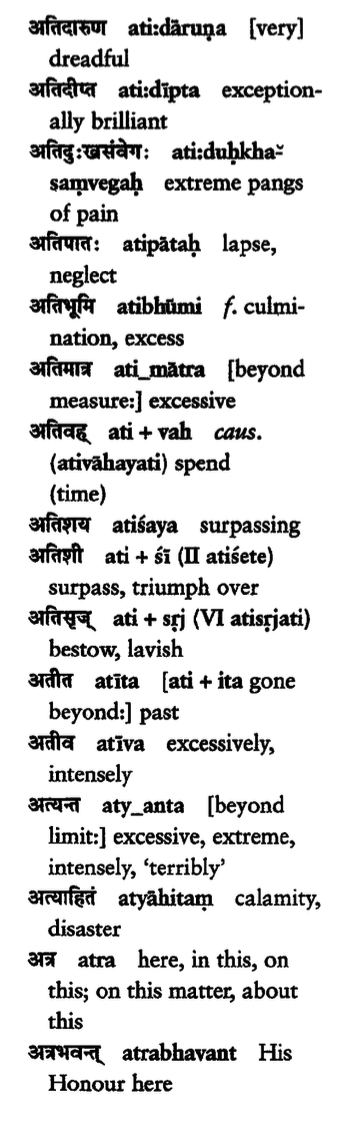 अतिदारुण ati:dāruṇa [very]
dreadful
अतिदीप्त ati:dīpta exception-
ally brilliant
अतिदुःखसंवेगः ati:duḥkha⏓
saṃvegaḥ extreme pangs
of pain
अतिपातः atipātaḥ lapse,
neglect
अतिभूमि atibhūmi f. culmi-
nation, excess
अतिमात्र ati_mātra [beyond
measure:] excessive
अतिवह् ati + vah caus.
(ativāhayati) spend
(time)
अतिशय atiśaya surpassing
अतिशी ati + śī (II atiśete)
surpass, triumph over
अतिसृज् ati + sṛj (VI atisṛjati)
bestow, lavish
अतीत atīta [ati + ita gone
beyond:] past
अतीव atīva excessively,
intensely
अत्यन्त aty_anta [beyond
limit:] excessive, extreme,
intensely, ‘terribly’
अत्याहितं atyāhitaṃ calamity,
disaster
अत्र atra here, in this, on
this; on this matter, about
this
अत्रभवन्त् atrabhavant His
Honour here